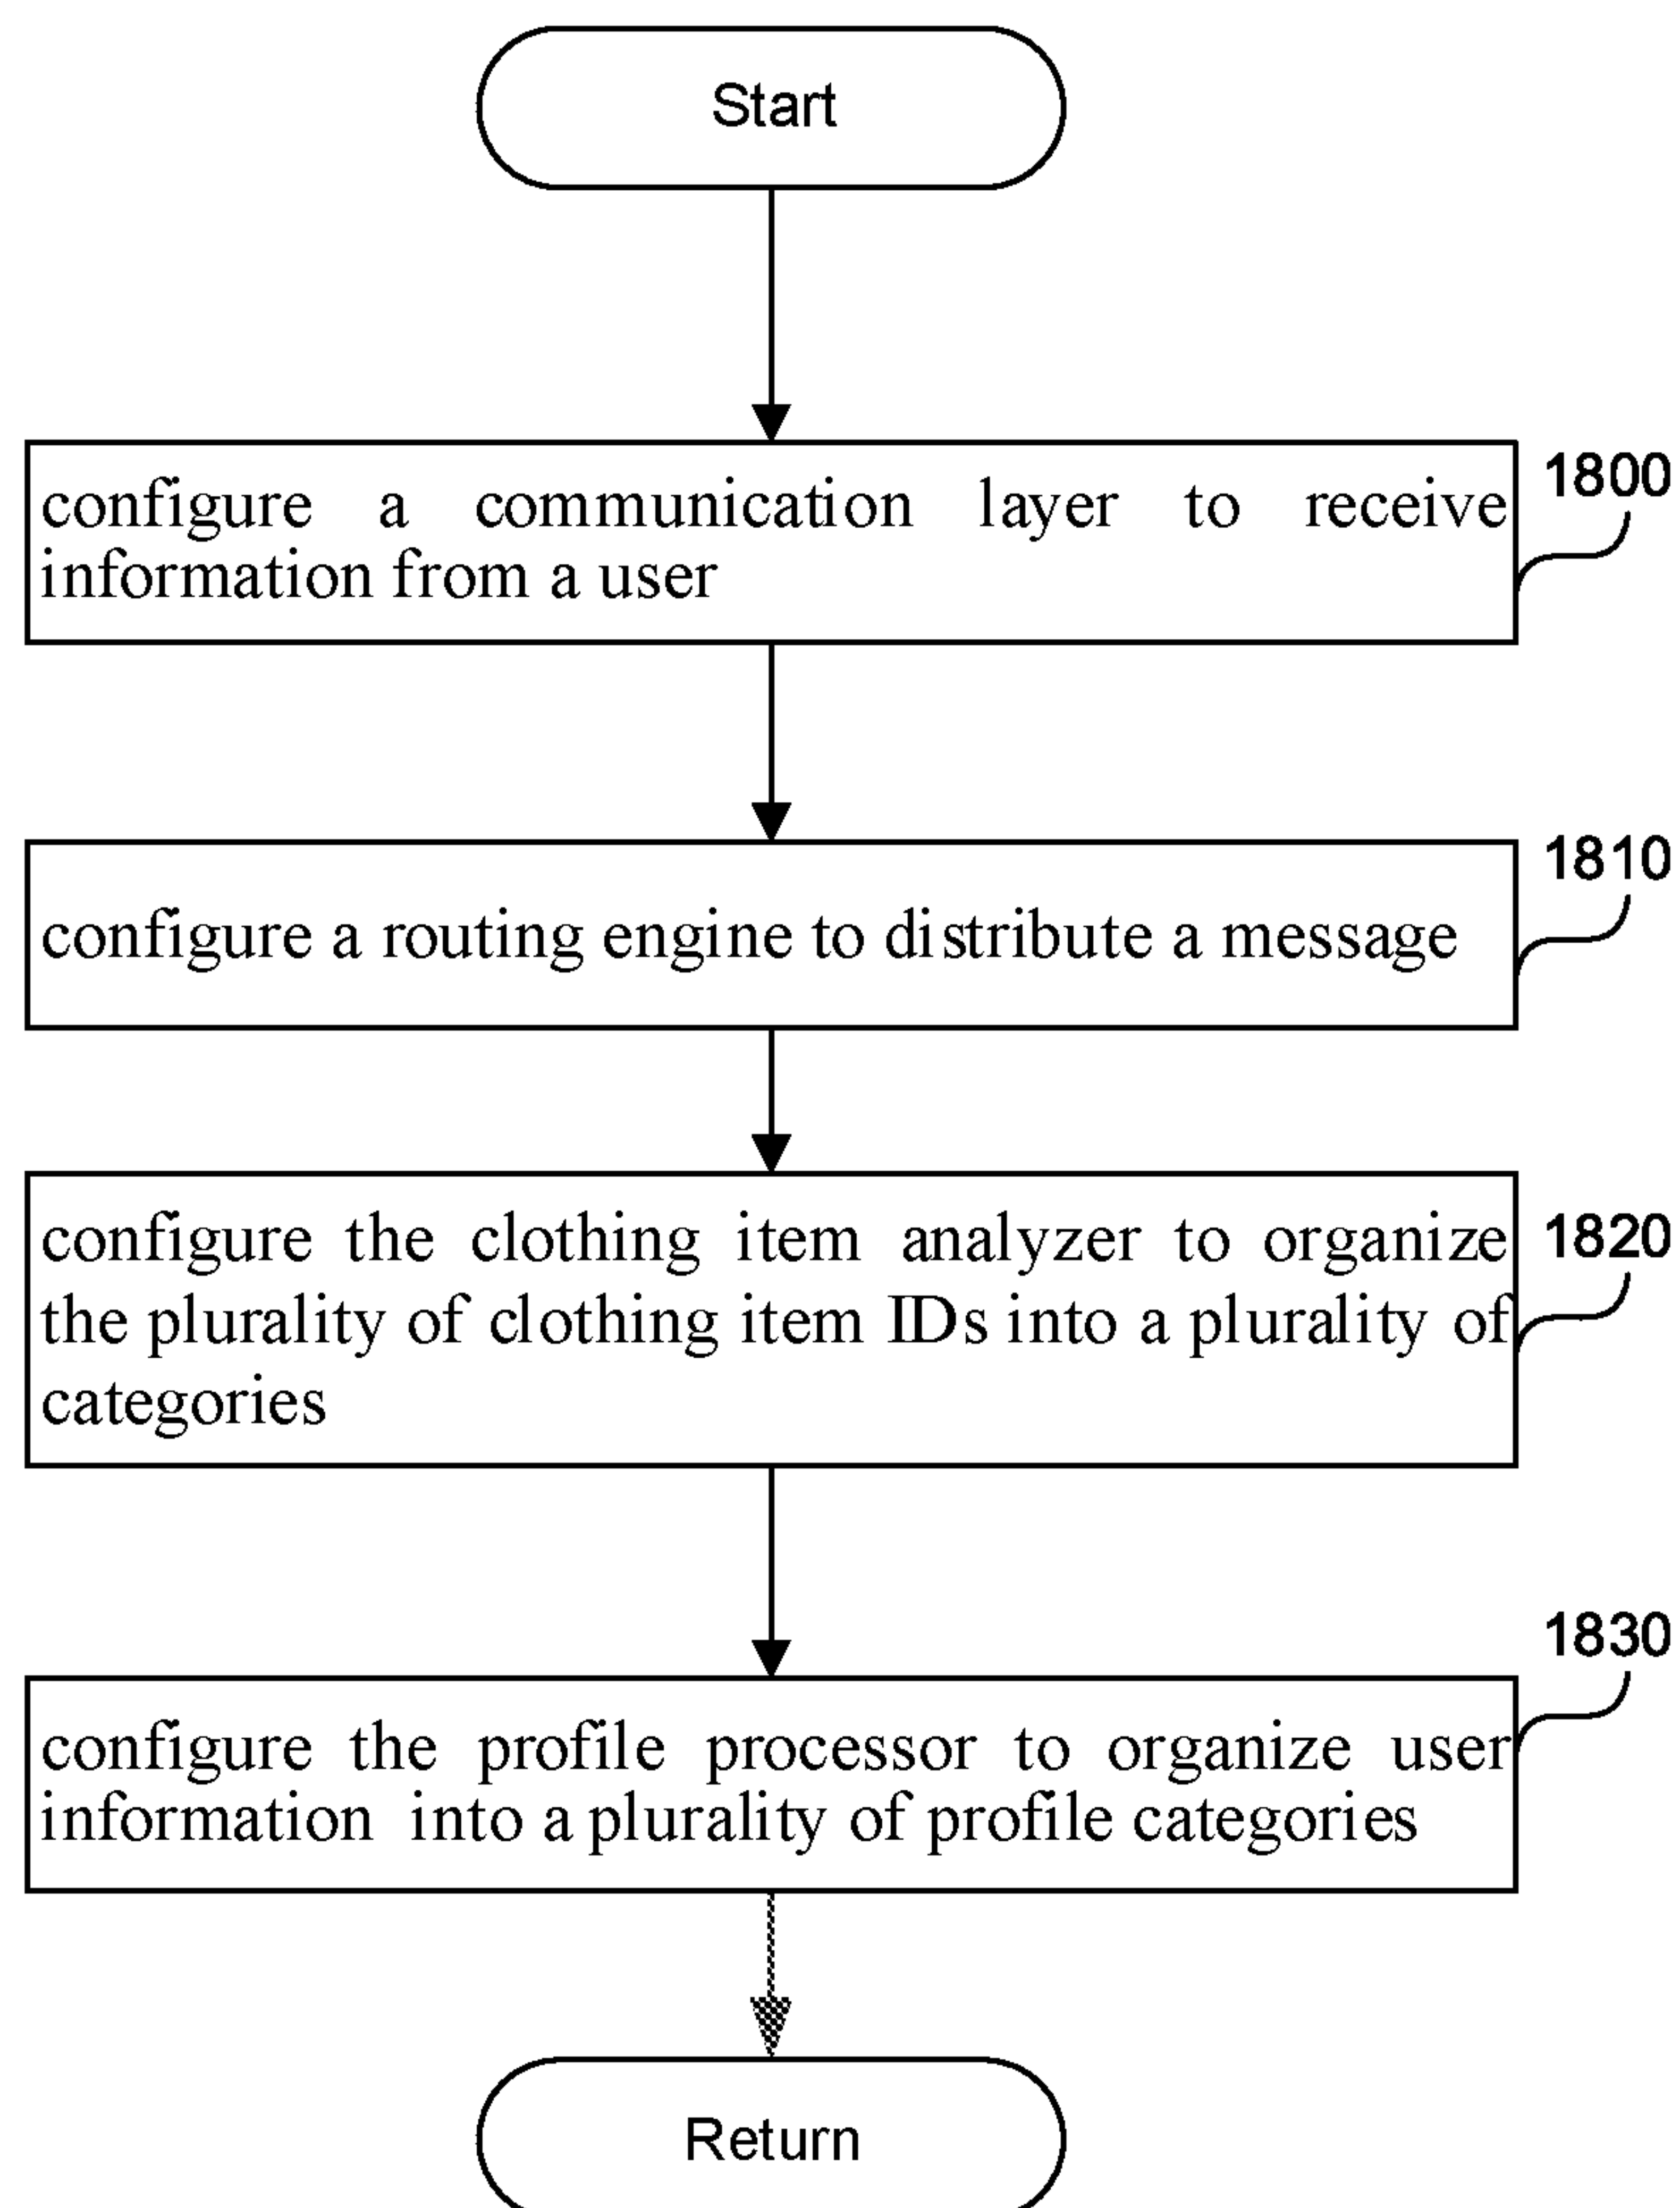 Start
configure a communication layer to receive
information from a user
1800
configure a routing engine to distribute a message
1810
configure the clothing item analyzer to organize
the plurality of clothing item IDs into a plurality of
categories
1820
configure the profile processor to organize user
information into a plurality of profile categories
1830
Return